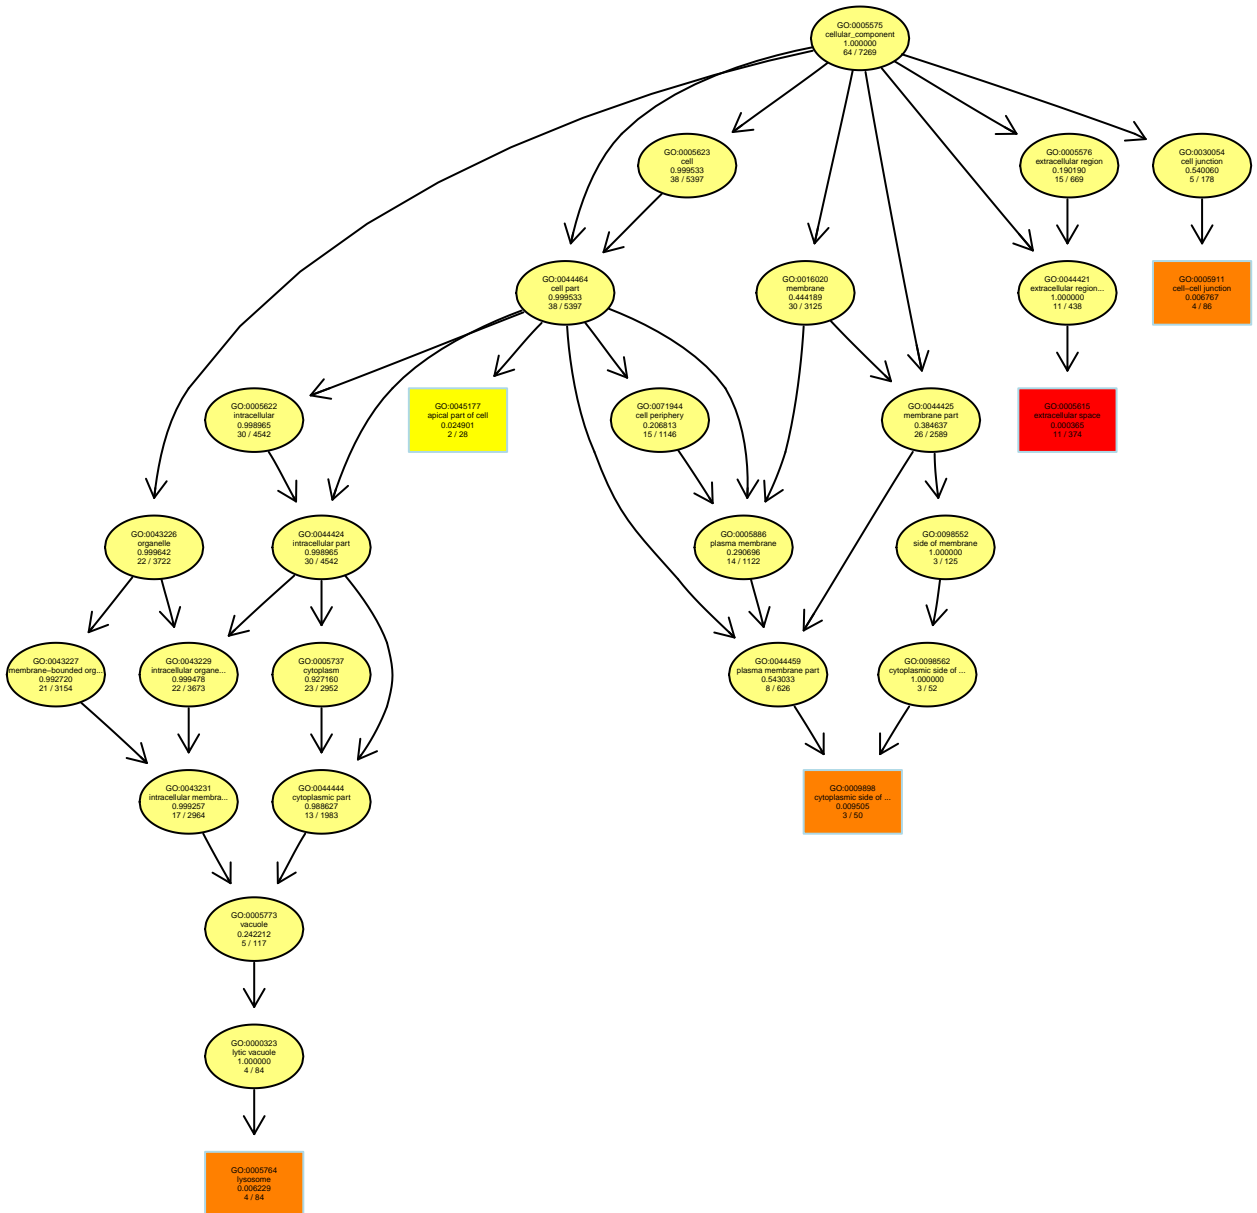 GO:0005575
cellular_component
1.000000
64 / 7269
GO:0005623
cell
0.999533
38 / 5397
GO:0005576
extracellular region
0.190190
15 / 669
GO:0030054
cell junction
0.540060
5 / 178
GO:0044464
cell part
0.999533
38 / 5397
GO:0016020
membrane
0.444189
30 / 3125
GO:0044421
extracellular region...
1.000000
11 / 438
GO:0005911
cell−cell junction
0.006767
4 / 86
GO:0005622
intracellular
0.998965
30 / 4542
GO:0045177
apical part of cell
0.024901
2 / 28
GO:0071944
cell periphery
0.206813
15 / 1146
GO:0044425
membrane part
0.384637
26 / 2589
GO:0005615
extracellular space
0.000365
11 / 374
GO:0043226
organelle
0.999642
22 / 3722
GO:0044424
intracellular part
0.998965
30 / 4542
GO:0005886
plasma membrane
0.290696
14 / 1122
GO:0098552
side of membrane
1.000000
3 / 125
GO:0043227
membrane−bounded org...
0.992720
21 / 3154
GO:0043229
intracellular organe...
0.999478
22 / 3673
GO:0005737
cytoplasm
0.927160
23 / 2952
GO:0044459
plasma membrane part
0.543033
8 / 626
GO:0098562
cytoplasmic side of ...
1.000000
3 / 52
GO:0043231
intracellular membra...
0.999257
17 / 2964
GO:0044444
cytoplasmic part
0.988627
13 / 1983
GO:0009898
cytoplasmic side of ...
0.009505
3 / 50
GO:0005773
vacuole
0.242212
5 / 117
GO:0000323
lytic vacuole
1.000000
4 / 84
GO:0005764
lysosome
0.006229
4 / 84